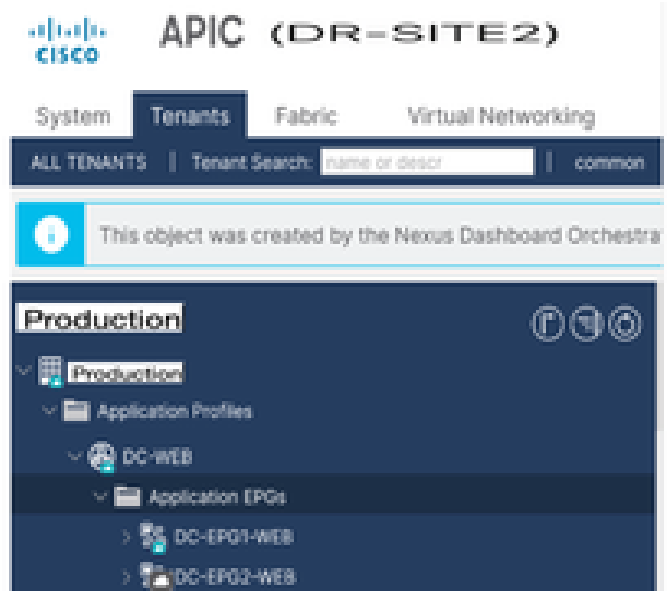 CISCO APIC (DR-SITE2)
System Tenants Fabric Virtual Networking
ALL TENANTS | Tenant Search: name or descr | common
This object was created by the Nexus Dashboard Orchestra
Production
Production
Application Profiles
DC-WEB
Application EPGs
DC-EPG1-WEB
DC-EPG2-WEB